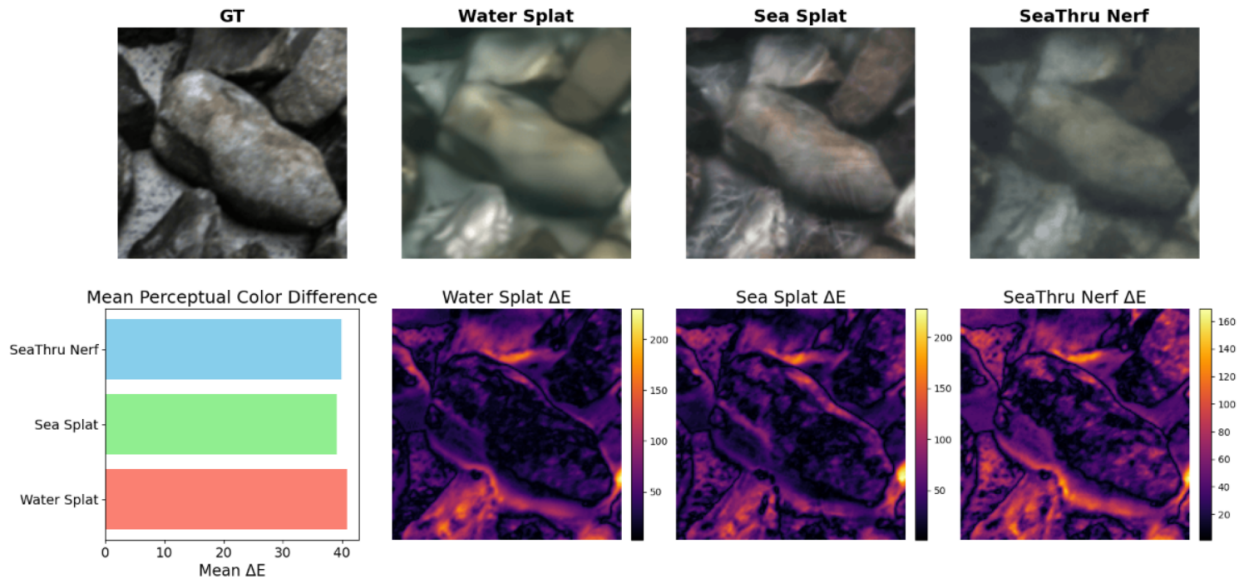 GT
Water Splat
Sea Splat
SeaThru Nerf
Mean Perceptual Color Difference
SeaThru Nerf
Sea Splat
Water Splat
0 10 20 30 40
Mean ΔE
Water Splat ΔE
200
150
100
50
Sea Splat ΔE
200
150
100
50
SeaThru Nerf ΔE
160
140
120
100
80
60
40
20